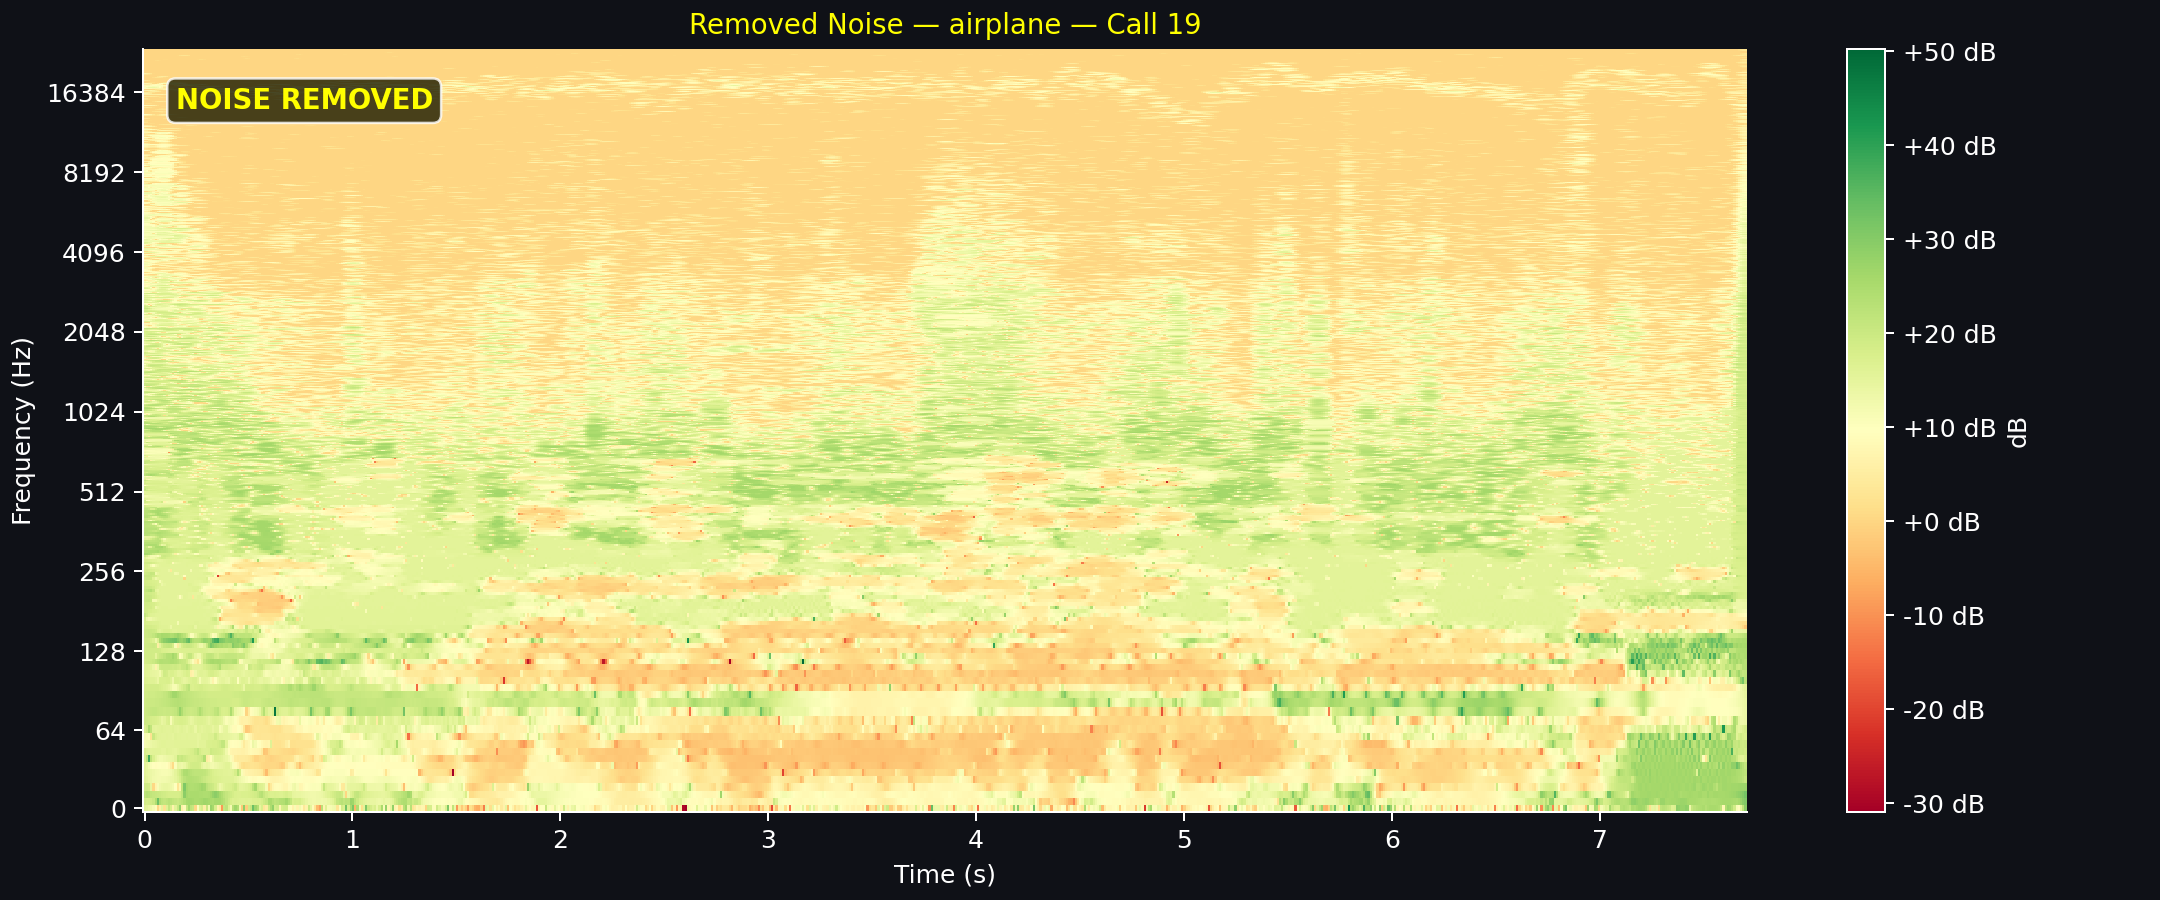 Removed Noise — airplane — Call 19
NOISE REMOVED
Frequency (Hz)
16384
8192
4096
2048
1024
512
256
128
64
0
0 1 2 3 4 5 6 7
Time (s)
+50 dB
+40 dB
+30 dB
+20 dB
+10 dB
+0 dB
-10 dB
-20 dB
-30 dB
dB